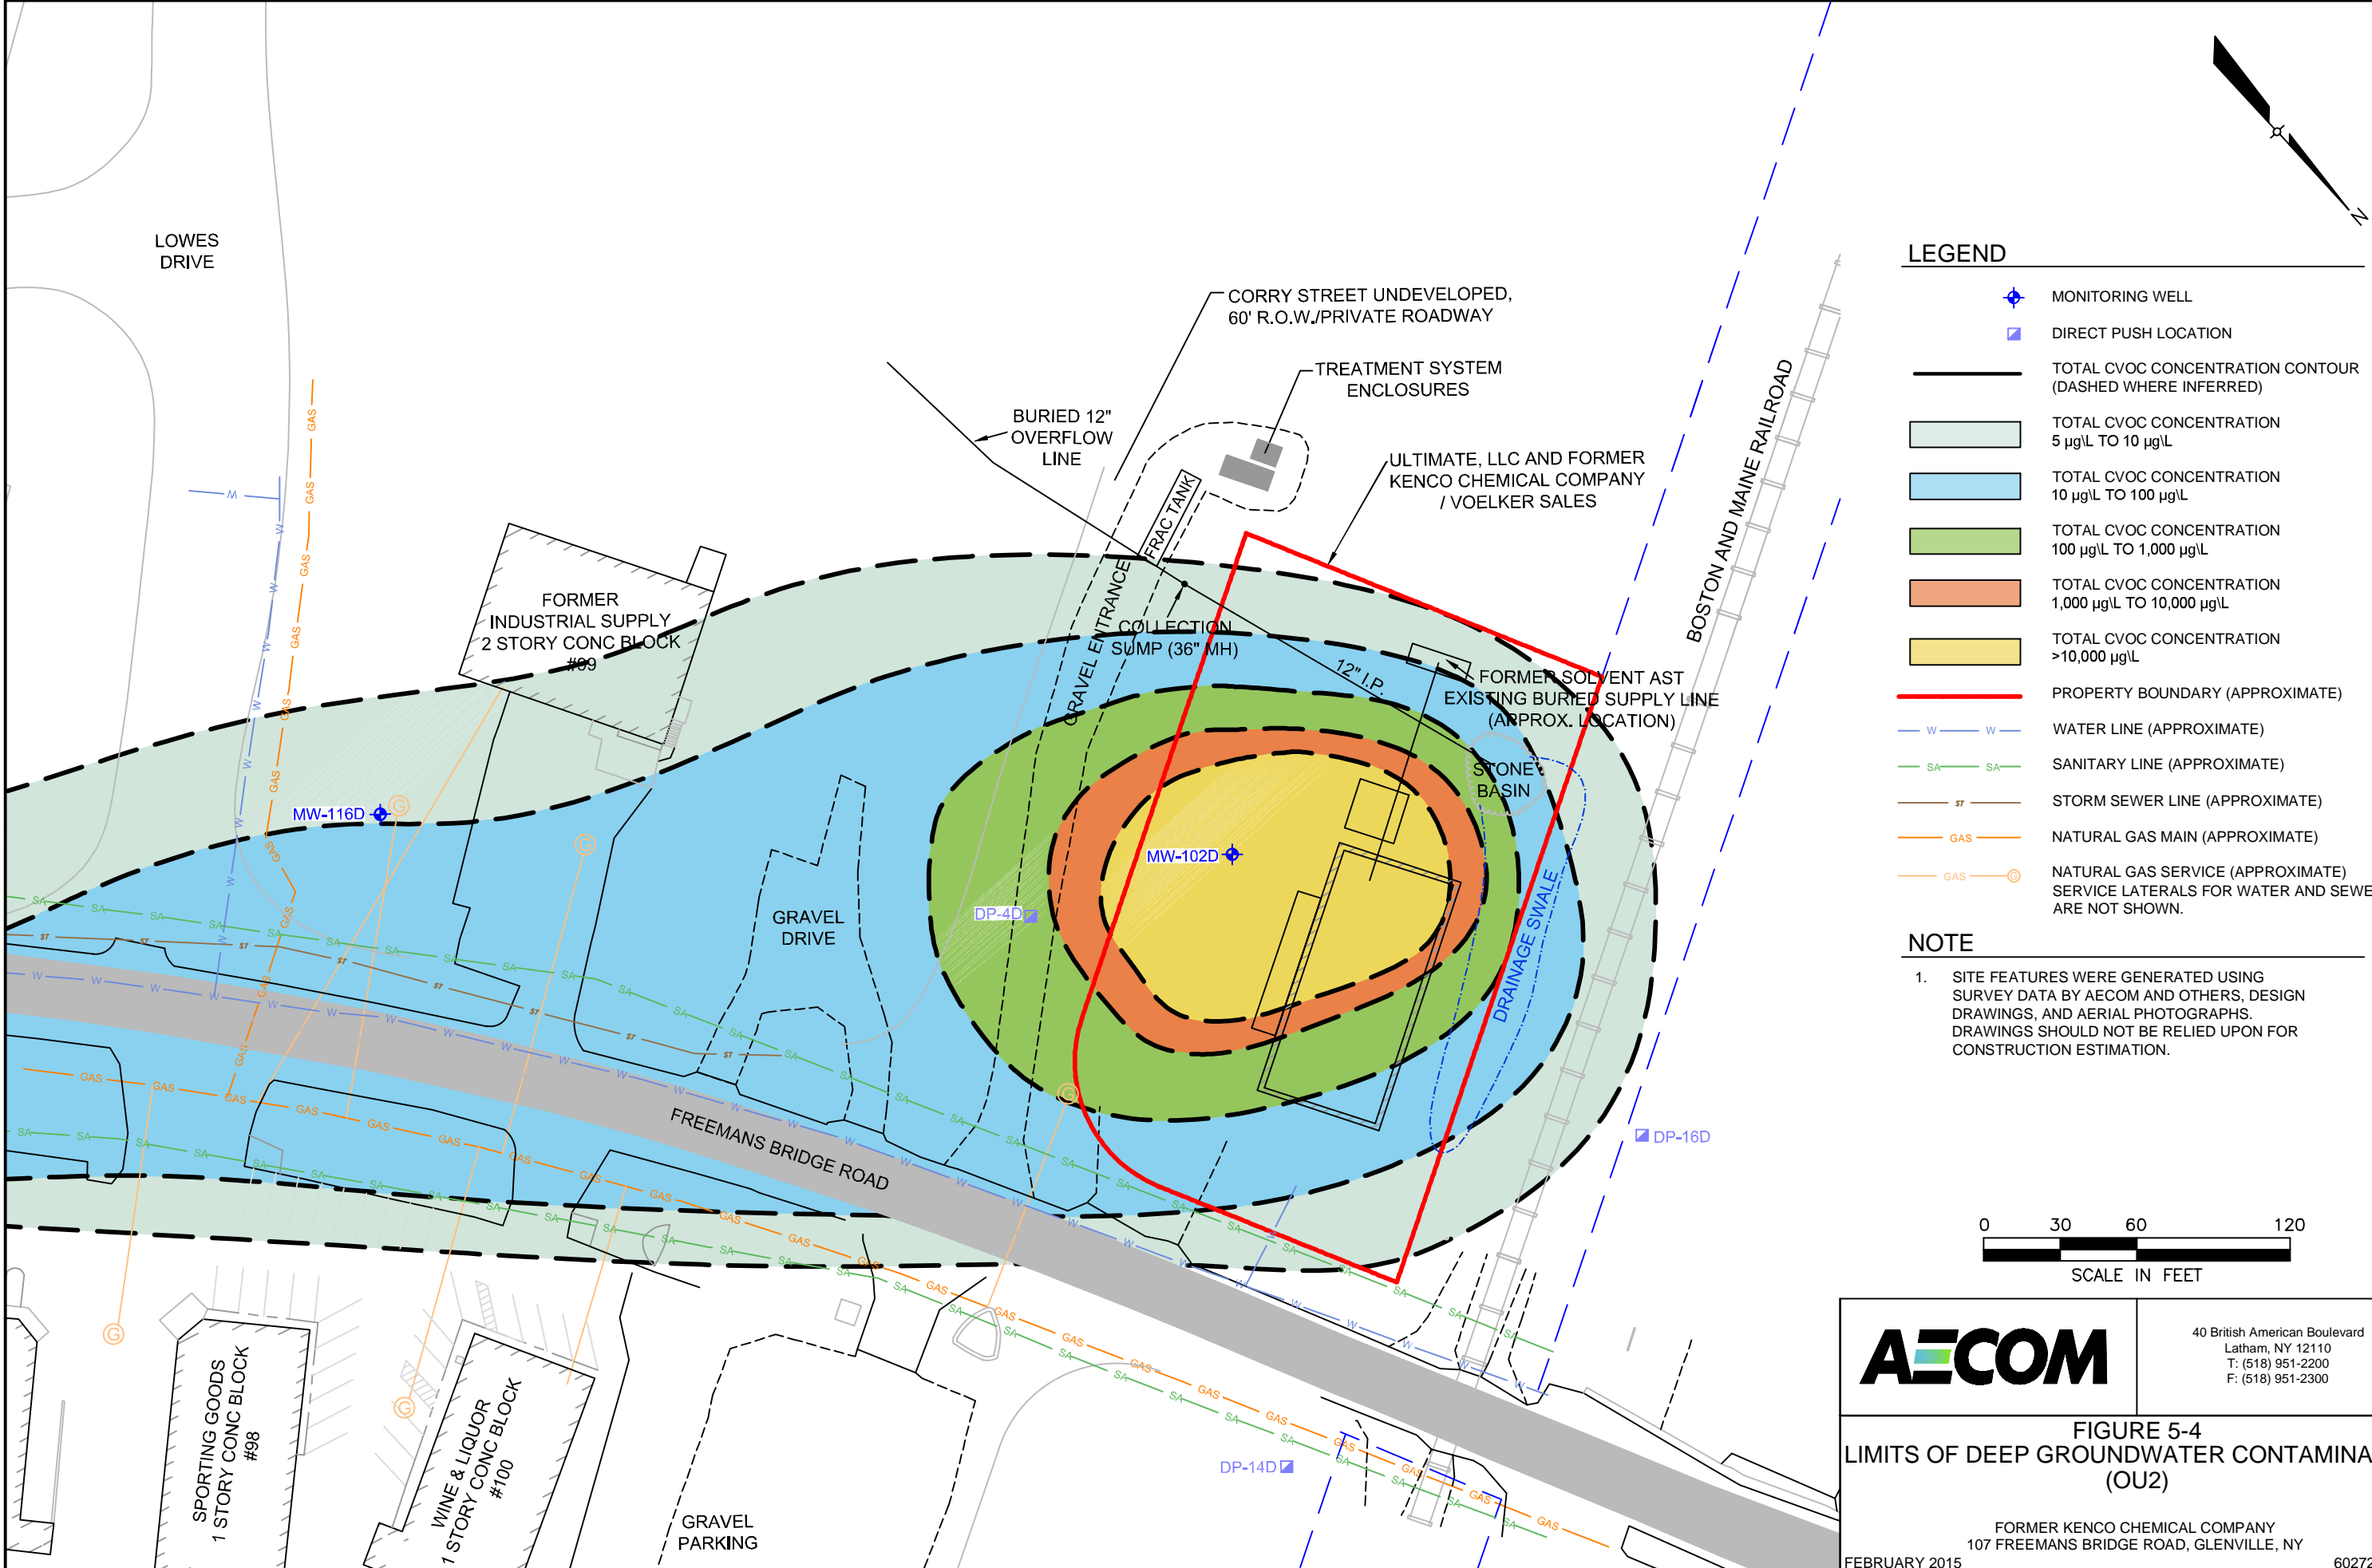 LOWES
DRIVE
CORRY STREET UNDEVELOPED,
60' R.O.W./PRIVATE ROADWAY
TREATMENT SYSTEM
ENCLOSURES
BURIED 12"
OVERFLOW
LINE
ULTIMATE, LLC AND FORMER
KENCO CHEMICAL COMPANY
/ VOELKER SALES
FRAC TANK
BOSTON AND MAINE RAILROAD
FORMER
INDUSTRIAL SUPPLY
2 STORY CONC BLOCK
#99
GRAVEL ENTRANCE
COLLECTION
SUMP (36" MH)
12" I.P.
FORMER SOLVENT AST
EXISTING BURIED SUPPLY LINE
(APPROX. LOCATION)
STONE
BASIN
MW-116D
MW-102D
DP-4D
GRAVEL
DRIVE
DRAINAGE SWALE
FREEMANS BRIDGE ROAD
DP-16D
DP-14D
SPORTING GOODS
1 STORY CONC BLOCK
#98
WINE & LIQUOR
1 STORY CONC BLOCK
#100
GRAVEL
PARKING
N
LEGEND
MONITORING WELL
DIRECT PUSH LOCATION
TOTAL CVOC CONCENTRATION CONTOUR
(DASHED WHERE INFERRED)
TOTAL CVOC CONCENTRATION
5 µg\L TO 10 µg\L
TOTAL CVOC CONCENTRATION
10 µg\L TO 100 µg\L
TOTAL CVOC CONCENTRATION
100 µg\L TO 1,000 µg\L
TOTAL CVOC CONCENTRATION
1,000 µg\L TO 10,000 µg\L
TOTAL CVOC CONCENTRATION
>10,000 µg\L
PROPERTY BOUNDARY (APPROXIMATE)
W W WATER LINE (APPROXIMATE)
SA SA SANITARY LINE (APPROXIMATE)
ST STORM SEWER LINE (APPROXIMATE)
GAS NATURAL GAS MAIN (APPROXIMATE)
GAS G NATURAL GAS SERVICE (APPROXIMATE)
SERVICE LATERALS FOR WATER AND SEWE
ARE NOT SHOWN.
NOTE
1. SITE FEATURES WERE GENERATED USING
SURVEY DATA BY AECOM AND OTHERS, DESIGN
DRAWINGS, AND AERIAL PHOTOGRAPHS.
DRAWINGS SHOULD NOT BE RELIED UPON FOR
CONSTRUCTION ESTIMATION.
0 30 60 120
SCALE IN FEET
AECOM
40 British American Boulevard
Latham, NY 12110
T: (518) 951-2200
F: (518) 951-2300
FIGURE 5-4
LIMITS OF DEEP GROUNDWATER CONTAMINA
(OU2)
FORMER KENCO CHEMICAL COMPANY
107 FREEMANS BRIDGE ROAD, GLENVILLE, NY
FEBRUARY 2015 60272